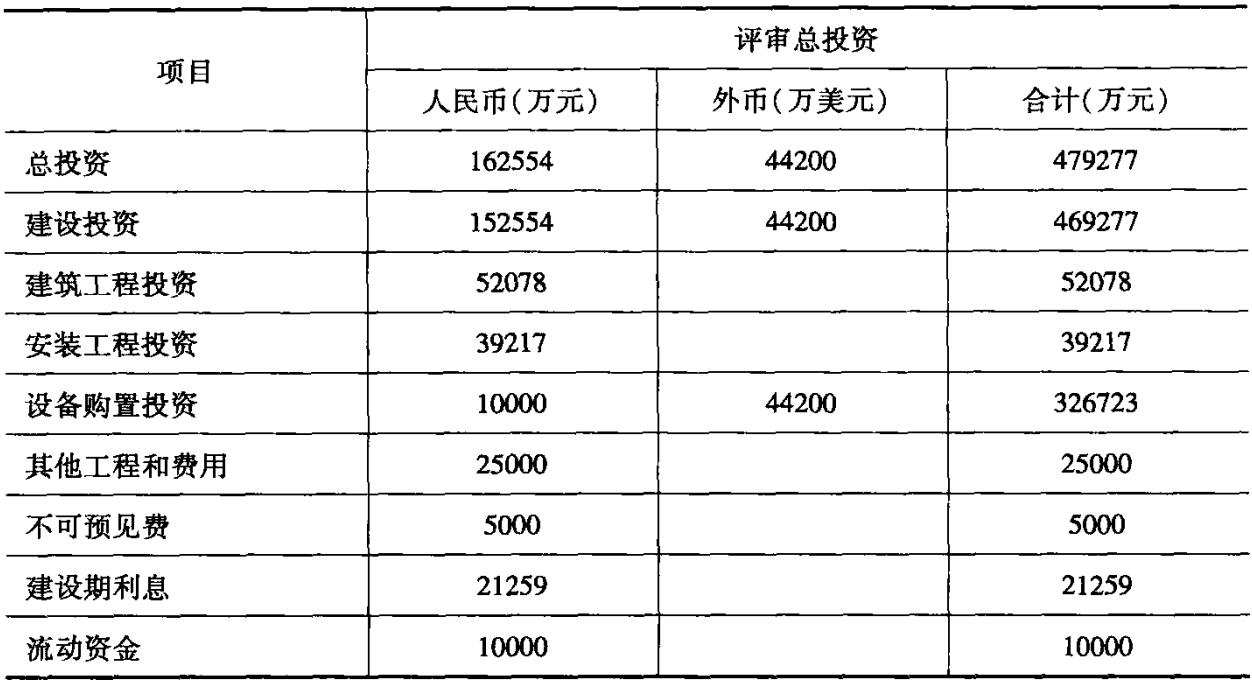 项目 评审总投资
人民币(万元) 外币(万美元) 合计(万元)
总投资 162554 44200 479277
建设投资 152554 44200 469277
建筑工程投资 52078 52078
安装工程投资 39217 39217
设备购置投资 10000 44200 326723
其他工程和费用 25000 25000
不可预见费 5000 5000
建设期利息 21259 21259
流动资金 10000 10000